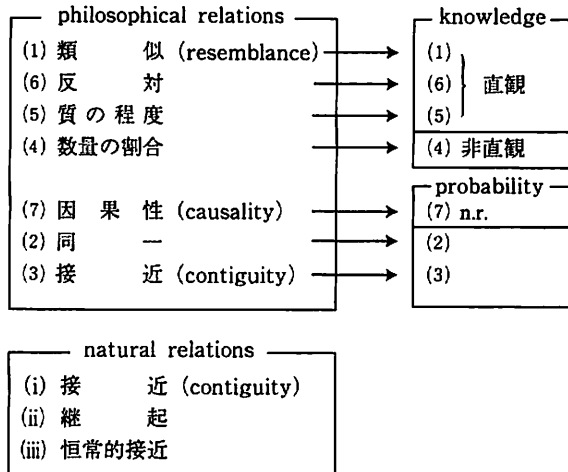 philosophical relations
(1) 類似 (resemblance)
(6) 反対
(5) 質の程度
(4) 数量の割合
(7) 因果性 (causality)
(2) 同一
(3) 接近 (contiguity)
knowledge
(1)
(6) 直観
(5)
(4) 非直観
probability
(7) n.r.
(2)
(3)
natural relations
(i) 接近 (contiguity)
(ii) 継起
(iii) 恒常的接近